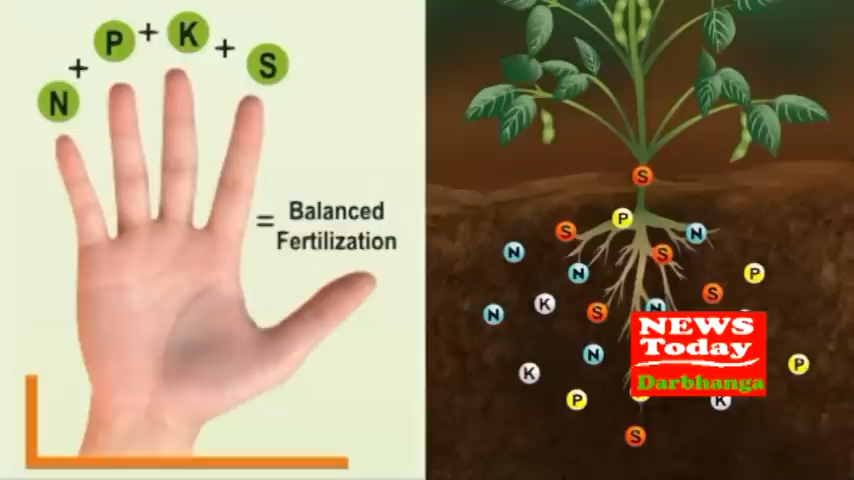 N + P + K + S
= Balanced
Fertilization
S
P
S
N
N
S
N
P
S
K
N
S
N
N
P
K
P
K
S
NEWS
Today
Darbhanga